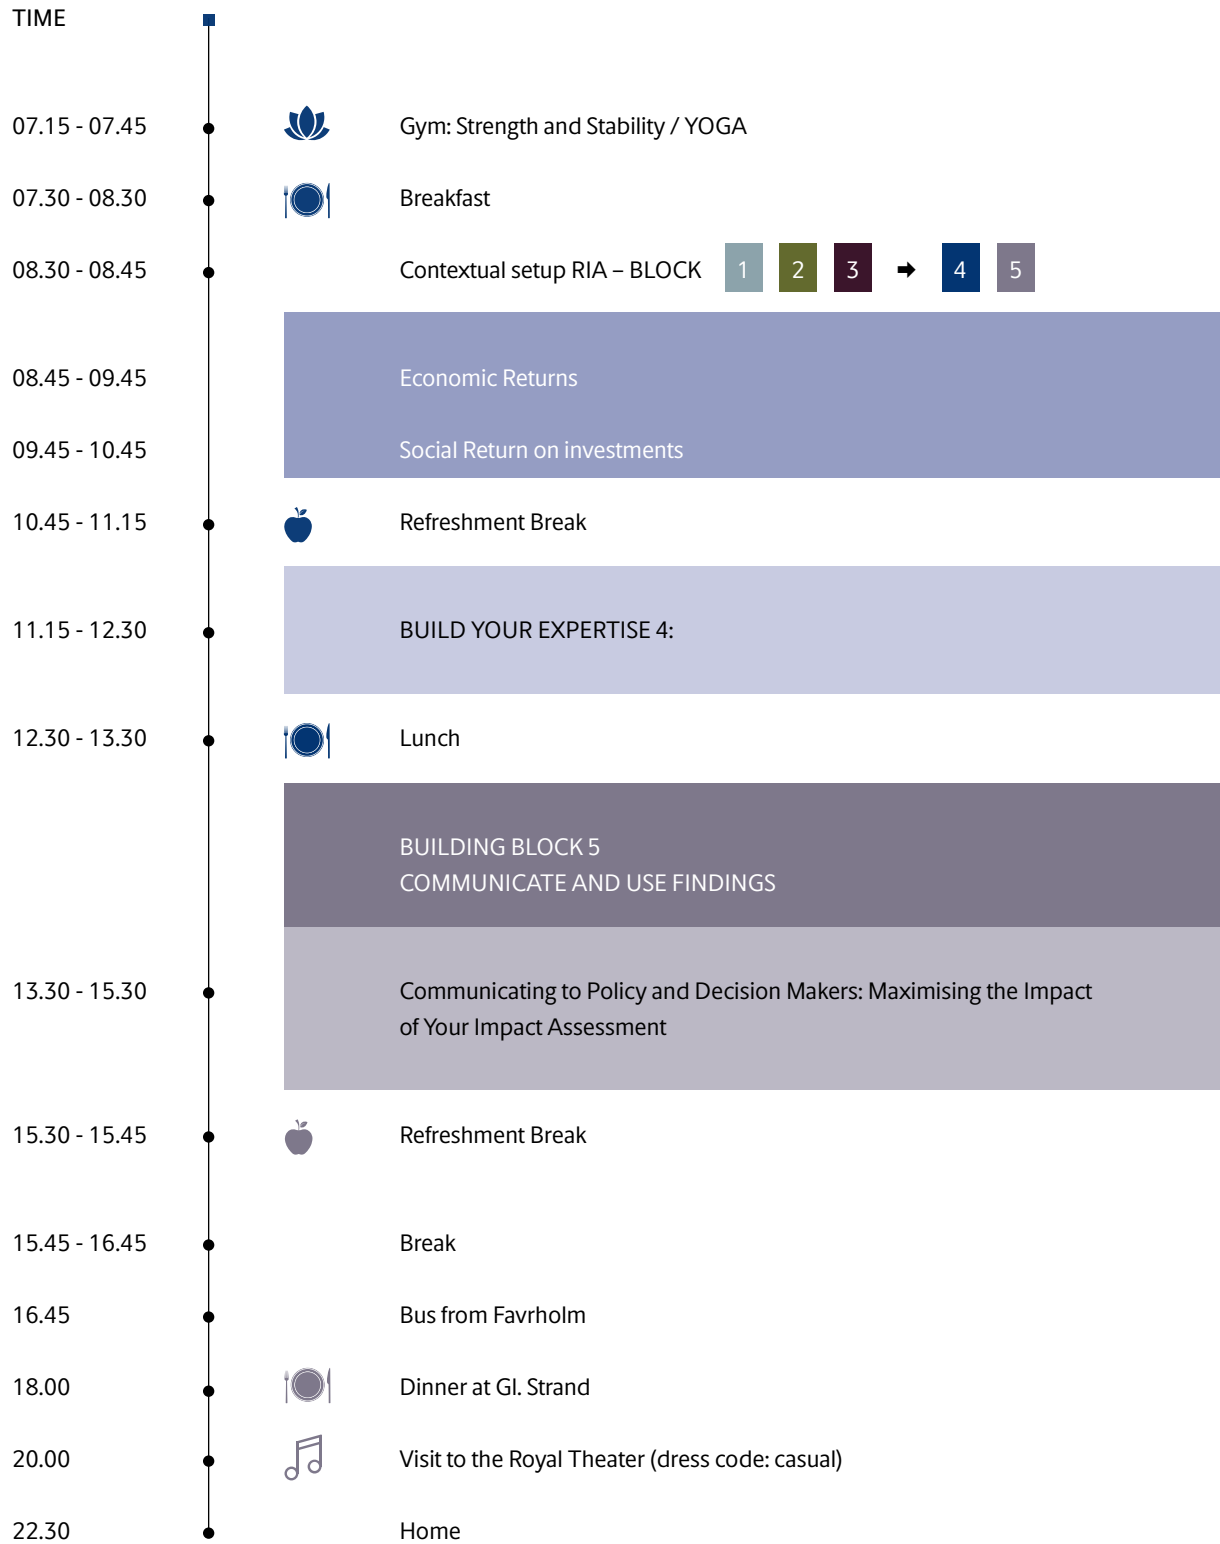 TIME
07.15 - 07.45 Gym: Strength and Stability / YOGA
07.30 - 08.30 Breakfast
08.30 - 08.45 Contextual setup RIA – BLOCK 1 2 3 → 4 5
08.45 - 09.45 Economic Returns
09.45 - 10.45 Social Return on investments
10.45 - 11.15 Refreshment Break
11.15 - 12.30 BUILD YOUR EXPERTISE 4:
12.30 - 13.30 Lunch
BUILDING BLOCK 5
COMMUNICATE AND USE FINDINGS
13.30 - 15.30 Communicating to Policy and Decision Makers: Maximising the Impact
of Your Impact Assessment
15.30 - 15.45 Refreshment Break
15.45 - 16.45 Break
16.45 Bus from Favrholm
18.00 Dinner at Gl. Strand
20.00 Visit to the Royal Theater (dress code: casual)
22.30 Home